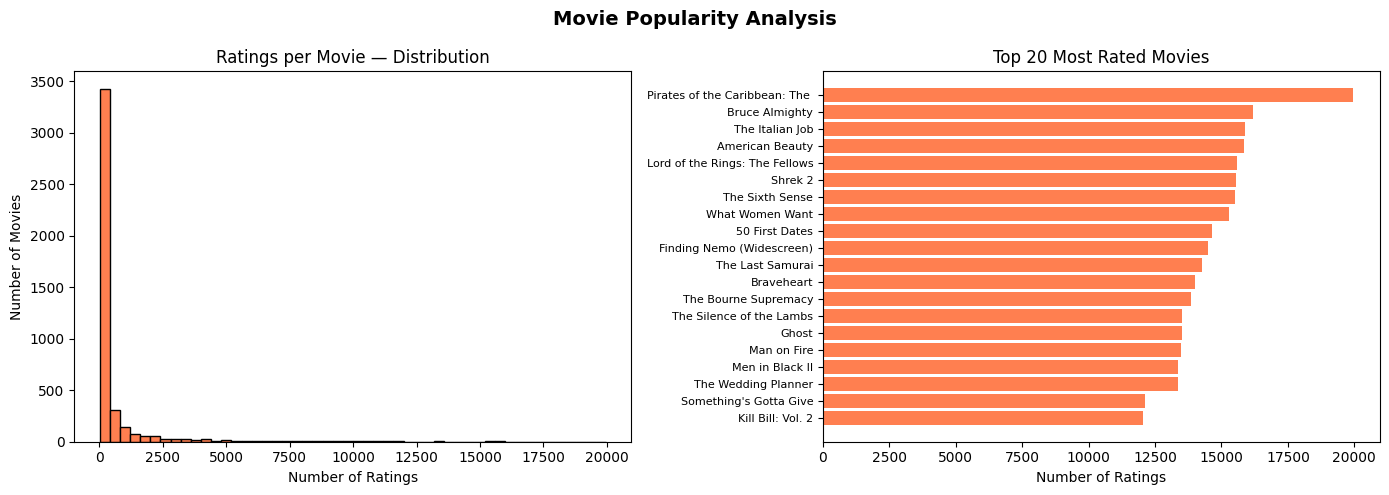 Movie Popularity Analysis
Ratings per Movie — Distribution
Number of Movies
3500
3000
2500
2000
1500
1000
500
0
0 2500 5000 7500 10000 12500 15000 17500 20000
Number of Ratings
Top 20 Most Rated Movies
Pirates of the Caribbean: The
Bruce Almighty
The Italian Job
American Beauty
Lord of the Rings: The Fellows
Shrek 2
The Sixth Sense
What Women Want
50 First Dates
Finding Nemo (Widescreen)
The Last Samurai
Braveheart
The Bourne Supremacy
The Silence of the Lambs
Ghost
Man on Fire
Men in Black II
The Wedding Planner
Something's Gotta Give
Kill Bill: Vol. 2
0 2500 5000 7500 10000 12500 15000 17500 20000
Number of Ratings